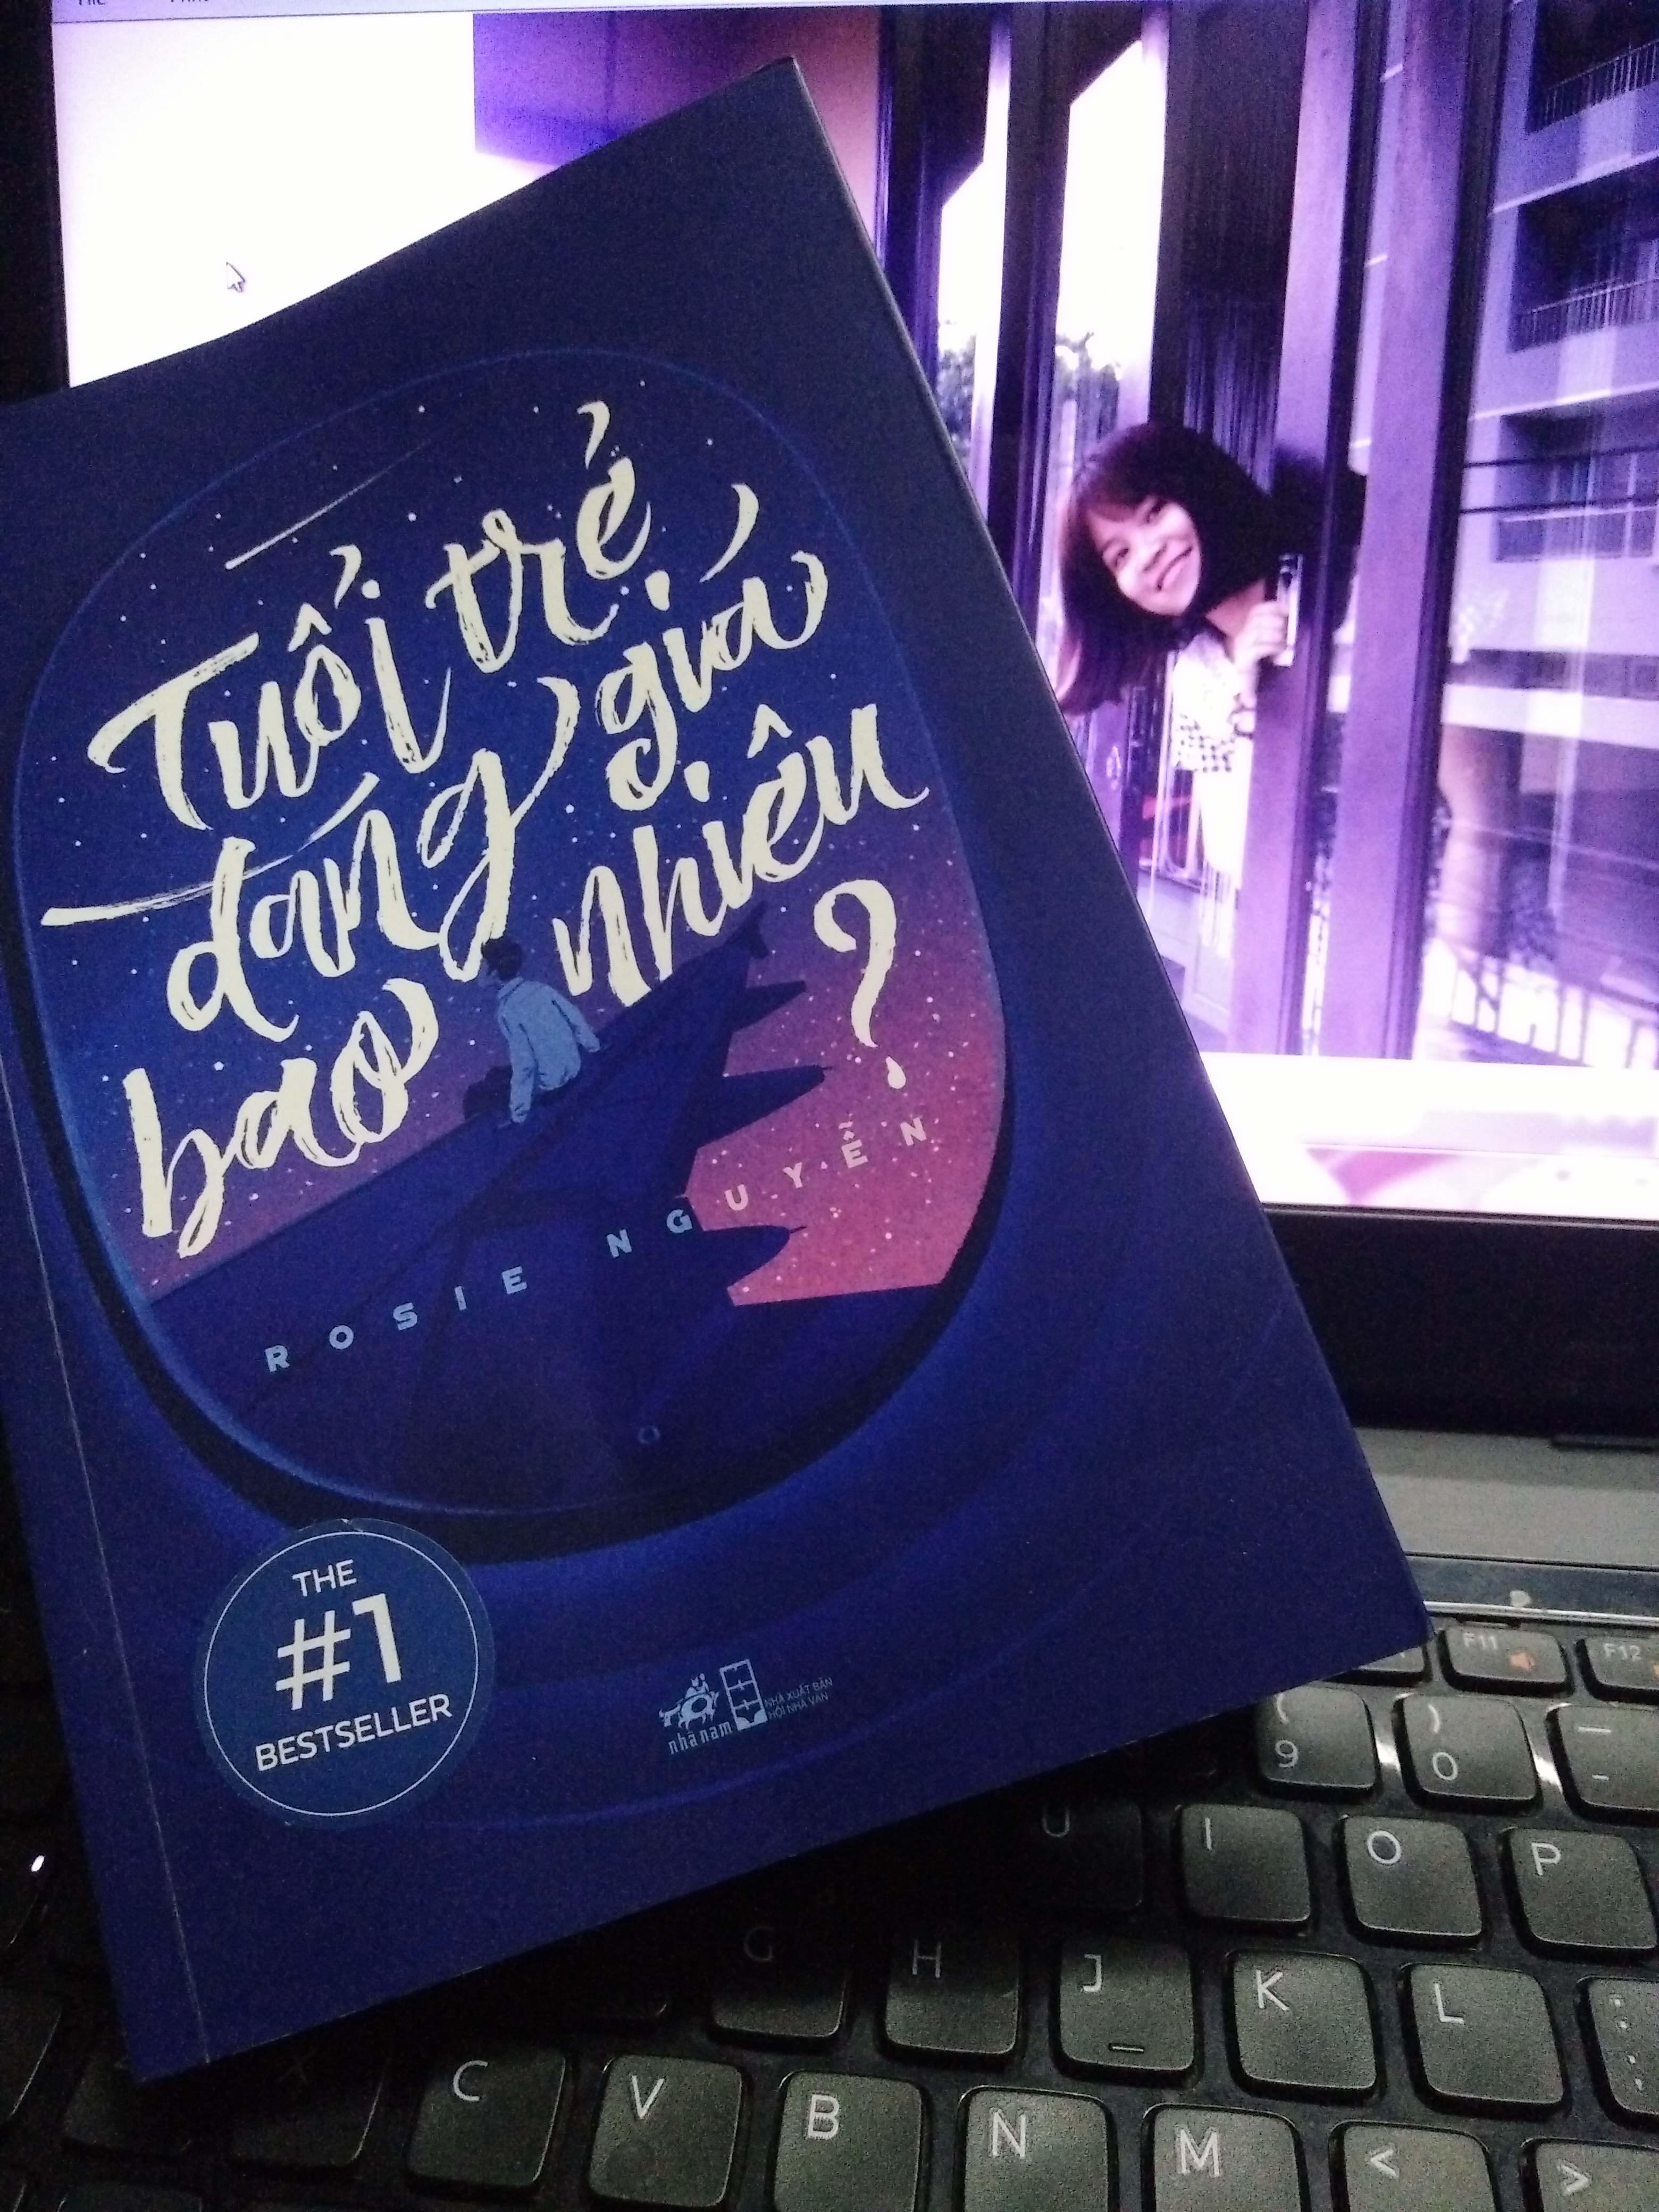 Tuổi trẻ
đáng giá
bao nhiêu
?
ROSIE NGUYỄN
THE
#1
BESTSELLER
nhã nam
NHÀ XUẤT BẢN
HỘI NHÀ VĂN
F11
F12
( 9
) 0
U
I
O
P
G
H
J
K
L
C
V
B
N
M
<
>